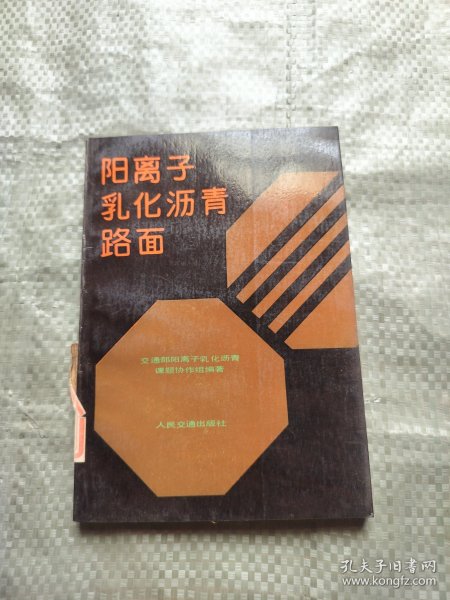 阳离子
乳化沥青
路面
交通部阳离子乳化沥青
课题协作组编著
人民交通出版社
孔夫子旧书网
www.kongfz.com